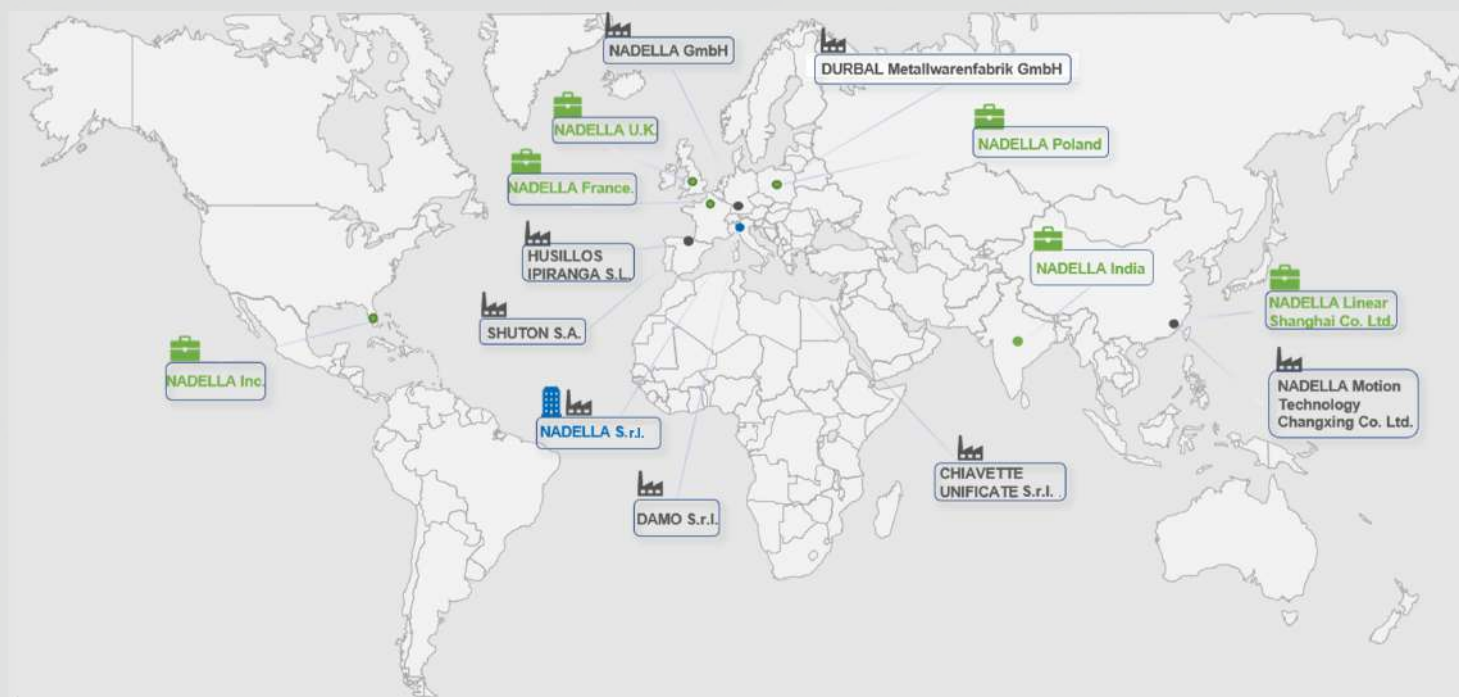 NADELLA GmbH
DURBAL Metallwarenfabrik GmbH
NADELLA U.K.
NADELLA Poland
NADELLA France.
HUSILLOS
IPIRANGA S.L.
NADELLA India
SHUTON S.A.
NADELLA Linear
Shanghai Co. Ltd.
NADELLA Inc.
NADELLA Motion
Technology
Changxing Co. Ltd.
NADELLA S.r.l.
CHIAVETTE
UNIFICATE S.r.l.
DAMO S.r.l.